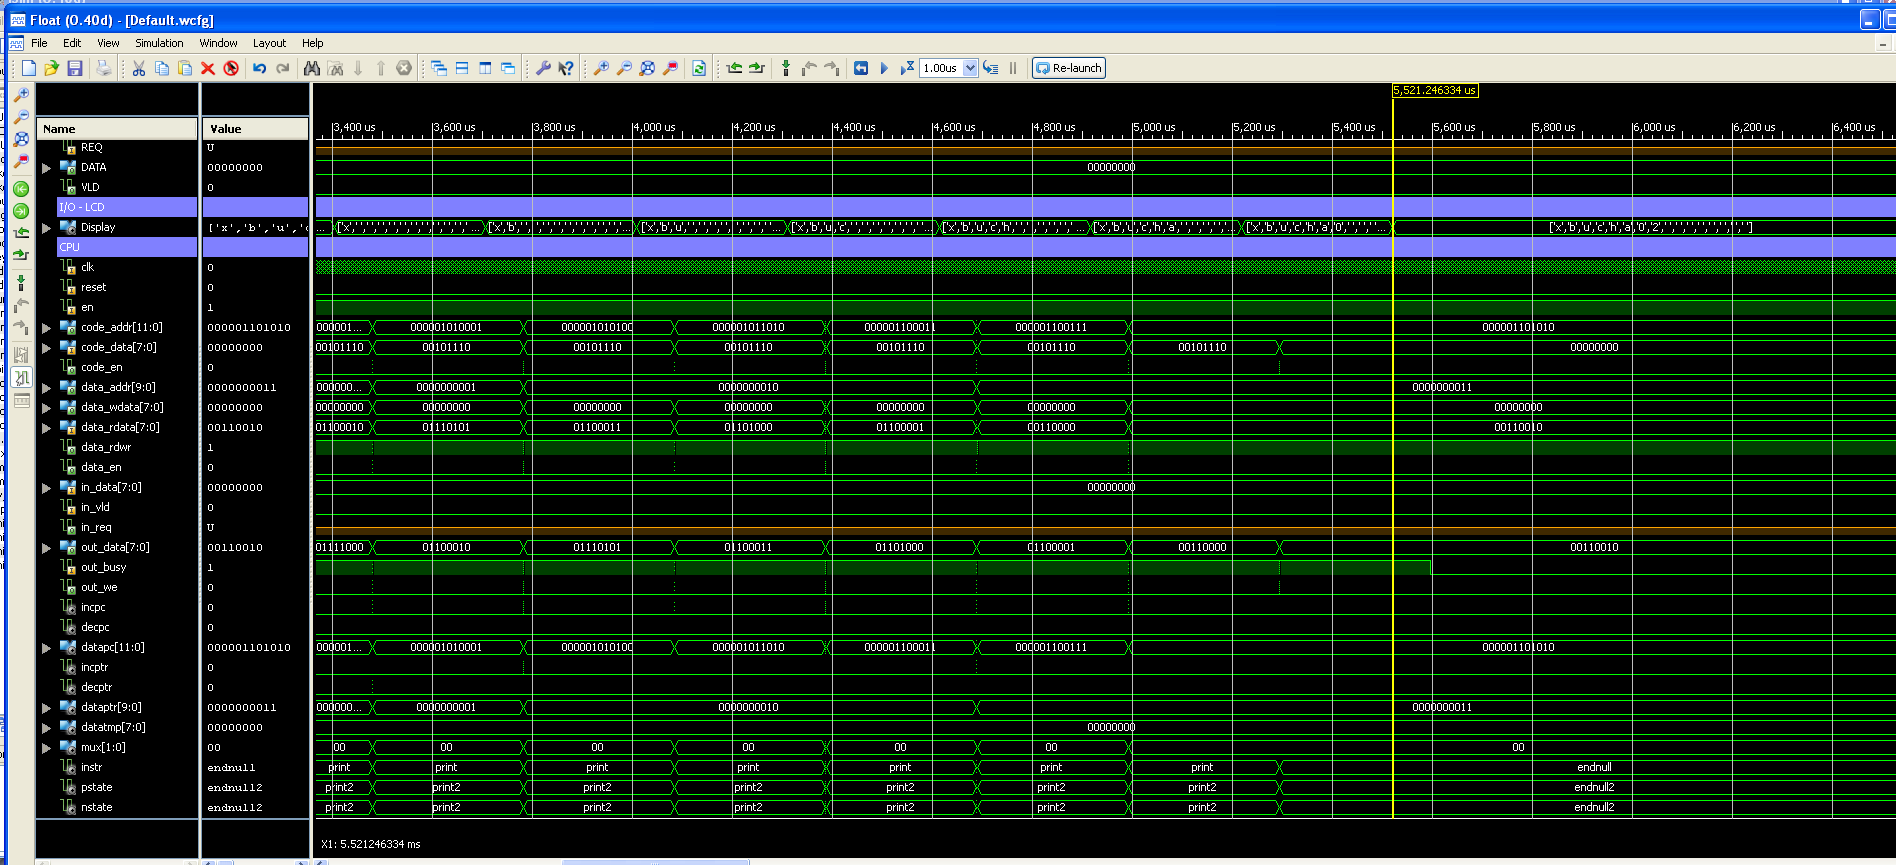 Float (0.40d) - [Default.wcfg]
File Edit View Simulation Window Layout Help
1.00us Re-launch
5,521.246334 us
Name Value
3,400 us 3,600 us 3,800 us 4,000 us 4,200 us 4,400 us 4,600 us 4,800 us 5,000 us 5,200 us 5,400 us 5,600 us 5,800 us 6,000 us 6,200 us 6,400 us
REQ U
DATA 00000000 00000000
VLD 0
I/O - LCD
Display ['x','b','u','c ... ['x',' ... ['x','b',' ... ['x','b','u',' ... ['x','b','u','c',' ... ['x','b','u','c','h',' ... ['x','b','u','c','h','a',' ... ['x','b','u','c','h','a','0',' ... ['x','b','u','c','h','a','0','2',' ',' ',' ',' ',' ',' ',' ',' ']
CPU
clk 0
reset 0
en 1
code_addr[11:0] 000001101010 000001... 000001010001 000001010100 000001011010 000001100011 000001100111 000001101010
code_data[7:0] 00000000 00101110 00101110 00101110 00101110 00101110 00101110 00101110 00000000
code_en 0
data_addr[9:0] 0000000011 000000... 0000000001 0000000010 0000000011
data_wdata[7:0] 00000000 00000000 00000000 00000000 00000000 00000000 00000000 00000000
data_rdata[7:0] 00110010 01100010 01110101 01100011 01101000 01100001 00110000 00110010
data_rdwr 1
data_en 0
in_data[7:0] 00000000 00000000
in_vld 0
in_req U
out_data[7:0] 00110010 01111000 01100010 01110101 01100011 01101000 01100001 00110000 00110010
out_busy 1
out_we 0
incpc 0
decpc 0
datapc[11:0] 000001101010 000001... 000001010001 000001010100 000001011010 000001100011 000001100111 000001101010
incptr 0
decptr 0
dataptr[9:0] 0000000011 000000... 0000000001 0000000010 0000000011
datatmp[7:0] 00000000 00000000
mux[1:0] 00 00 00 00 00 00 00 00
instr endnull print print print print print print print endnull
pstate endnull2 print2 print2 print2 print2 print2 print2 print2 endnull2
nstate endnull2 print2 print2 print2 print2 print2 print2 print2 endnull2
X1: 5.521246334 ms